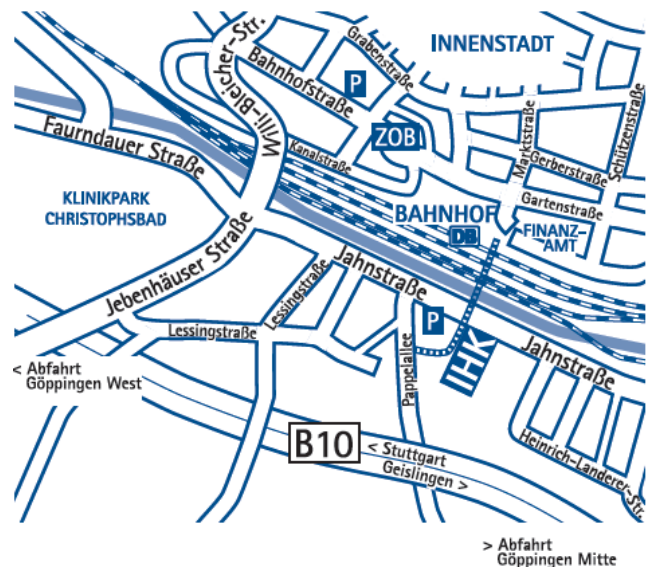 Willi-Bleicher-Str.
Grabenstraße
INNENSTADT
Bahnhofstraße
P
ZOB
Marktstraße
Schützenstraße
Faurndauer Straße
Kanalstraße
Gerberstraße
KLINIKPARK
CHRISTOPHSBAD
Gartenstraße
BAHNHOF
DB
FINANZ-
AMT
Jebenhäuser Straße
Jahnstraße
Lessingstraße
Lessingstraße
P
Pappelallee
IHK
Jahnstraße
< Abfahrt
Göppingen West
B10
< Stuttgart
Geislingen >
Heinrich-Landerer-Str.
> Abfahrt
Göppingen Mitte